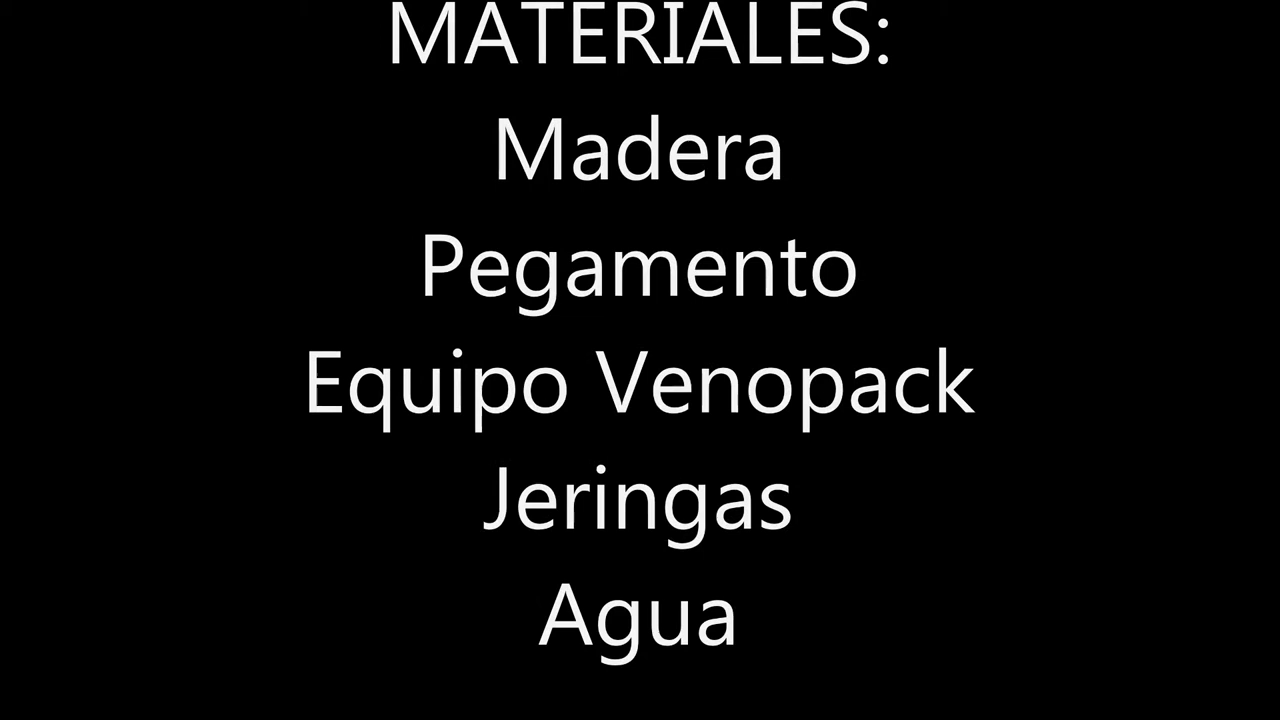 MATERIALES:
Madera
Pegamento
Equipo Venopack
Jeringas
Agua